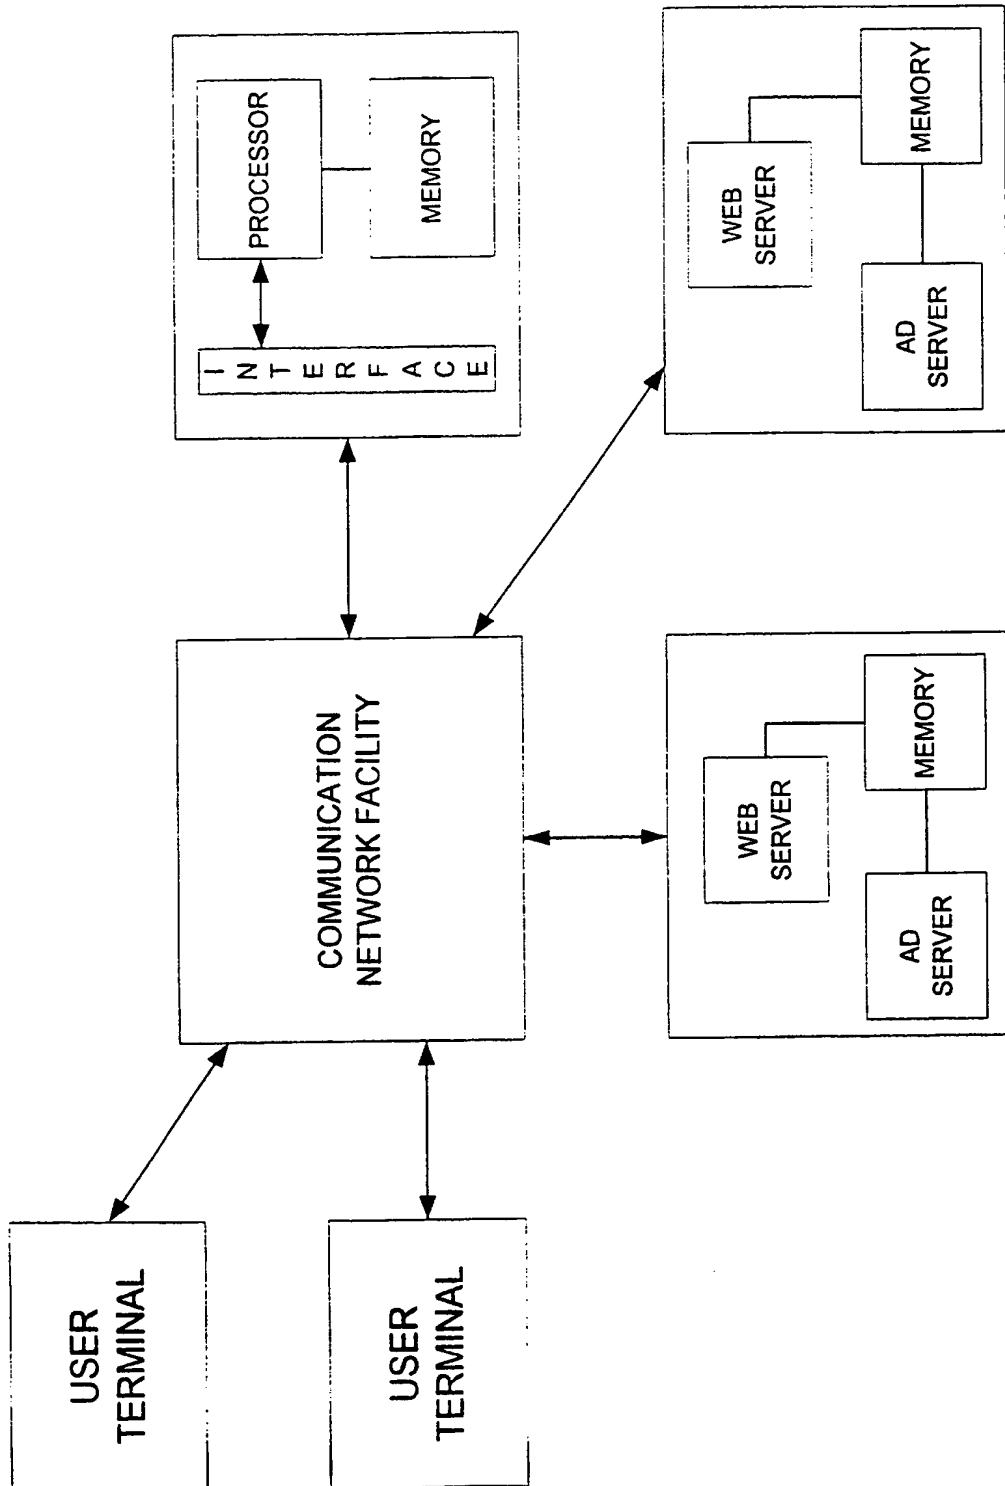 USER
TERMINAL
USER
TERMINAL
COMMUNICATION
NETWORK FACILITY
INTERFACE
PROCESSOR
MEMORY
WEB
SERVER
AD
SERVER
MEMORY
WEB
SERVER
AD
SERVER
MEMORY